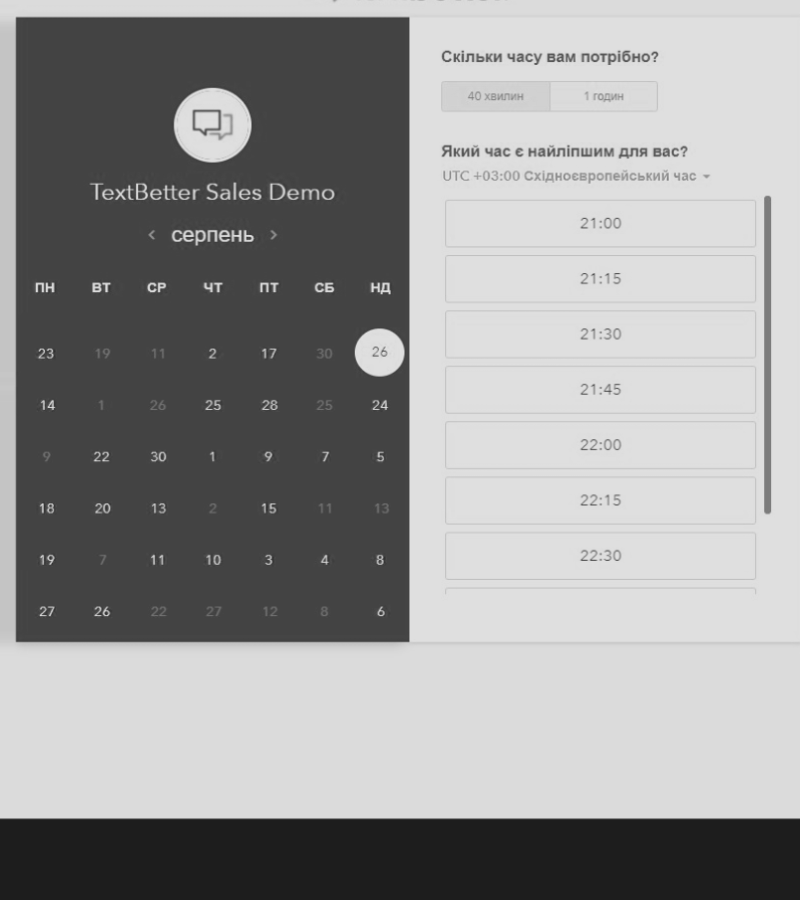 TextBetter Sales Demo
< серпень >
ПН ВТ СР ЧТ ПТ СБ НД
23 19 11 2 17 30 26
14 1 26 25 28 25 24
9 22 30 1 9 7 5
18 20 13 2 15 11 13
19 7 11 10 3 4 8
27 26 22 27 12 8 6
Скільки часу вам потрібно?
40 хвилин 1 годин
Який час є найліпшим для вас?
UTC +03:00 Східноєвропейський час
21:00
21:15
21:30
21:45
22:00
22:15
22:30